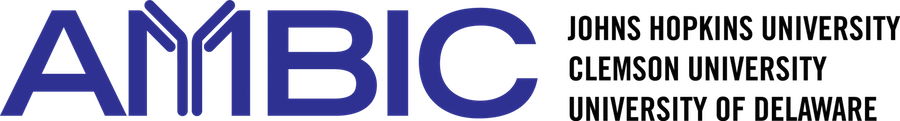 AMBIC
JOHNS HOPKINS UNIVERSITY
CLEMSON UNIVERSITY
UNIVERSITY OF DELAWARE